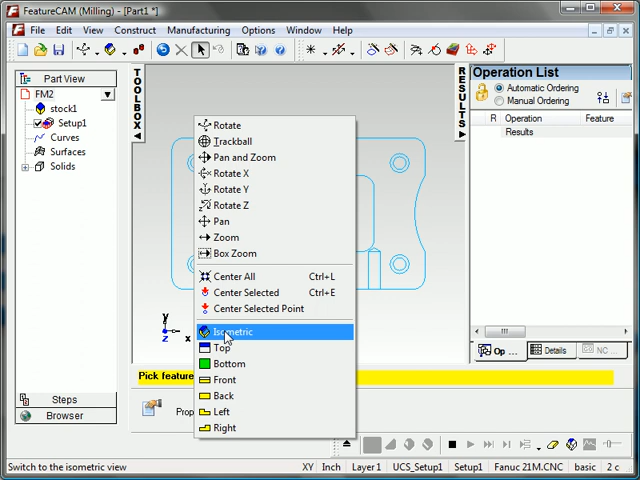 FeatureCAM (Milling) - [Part1 *]
File Edit View Construct Manufacturing Options Window Help
Part View
FM2
stock1
Setup1
Curves
Surfaces
Solids
Steps
Browser
TOOLBOX
RESULTS
Rotate
Trackball
Pan and Zoom
Rotate X
Rotate Y
Rotate Z
Pan
Zoom
Box Zoom
Center All Ctrl+L
Center Selected Ctrl+E
Center Selected Point
Isometric
Top
Bottom
Front
Back
Left
Right
y
z
x
Pick feature
Prop
Operation List
Automatic Ordering
Manual Ordering
R Operation Feature
Results
Op ... Details NC ...
Switch to the isometric view XY Inch Layer 1 UCS_Setup1 Setup1 Fanuc 21M.CNC basic 2 c